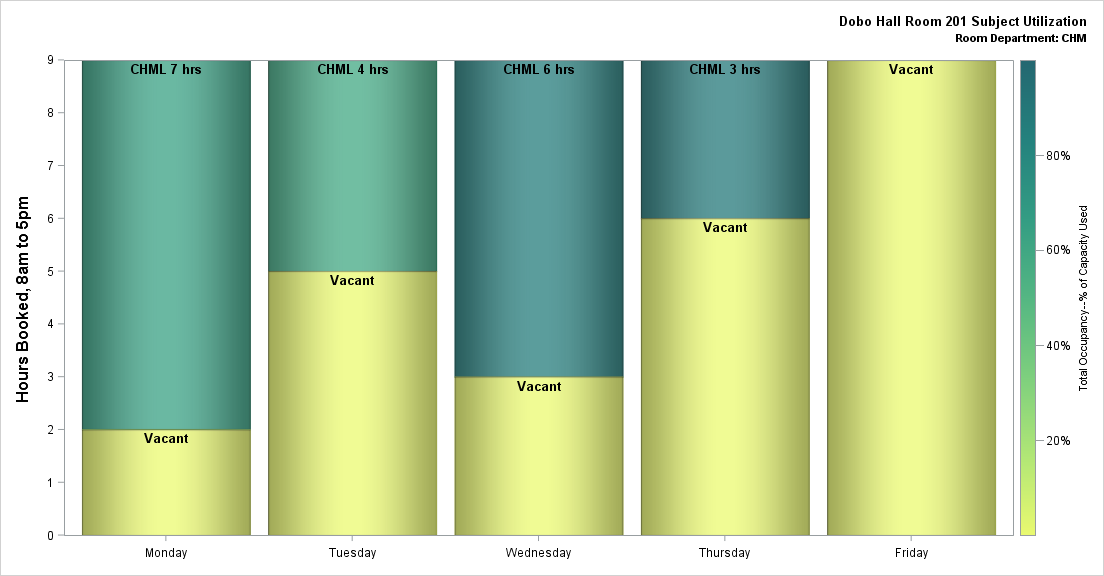 Dobo Hall Room 201 Subject Utilization
Room Department: CHM
Hours Booked, 8am to 5pm
9
8
7
6
5
4
3
2
1
0
CHML 7 hrs
Vacant
CHML 4 hrs
Vacant
CHML 6 hrs
Vacant
CHML 3 hrs
Vacant
Vacant
Monday
Tuesday
Wednesday
Thursday
Friday
80%
60%
40%
20%
Total Occupancy--% of Capacity Used